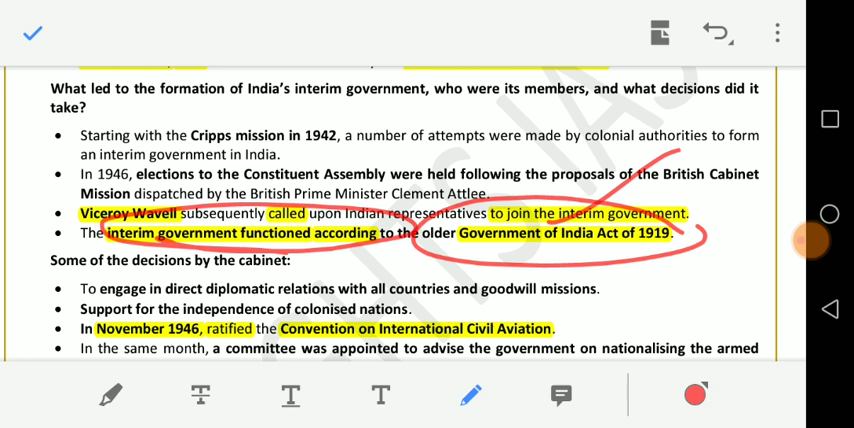 What led to the formation of India's interim government, who were its members, and what decisions did it
take?
• Starting with the Cripps mission in 1942, a number of attempts were made by colonial authorities to form
an interim government in India.
• In 1946, elections to the Constituent Assembly were held following the proposals of the British Cabinet
Mission dispatched by the British Prime Minister Clement Attlee.
• Viceroy Wavell subsequently called upon Indian representatives to join the interim government.
• The interim government functioned according to the older Government of India Act of 1919.
Some of the decisions by the cabinet:
• To engage in direct diplomatic relations with all countries and goodwill missions.
• Support for the independence of colonised nations.
• In November 1946, ratified the Convention on International Civil Aviation.
• In the same month, a committee was appointed to advise the government on nationalising the armed